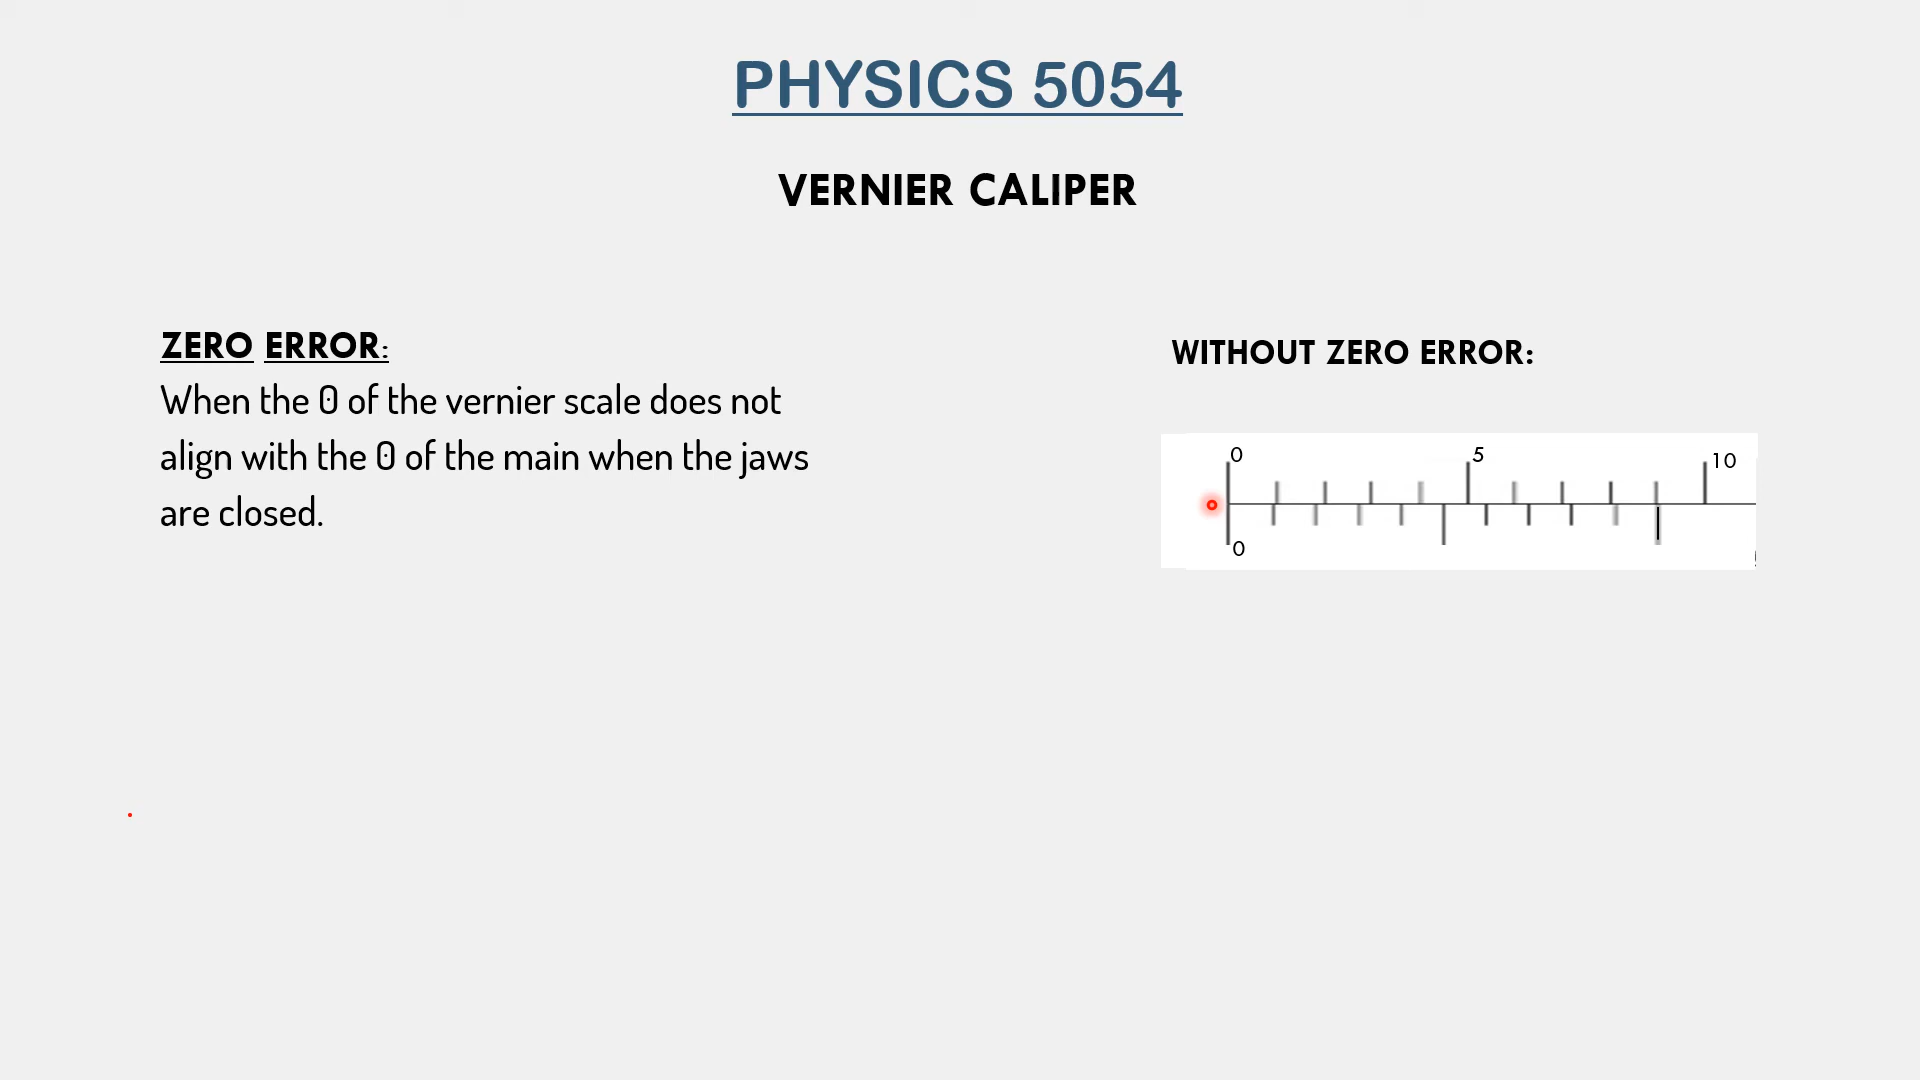 PHYSICS 5054
VERNIER CALIPER
ZERO ERROR:
When the 0 of the vernier scale does not
align with the 0 of the main when the jaws
are closed.
WITHOUT ZERO ERROR:
0 5 10
0